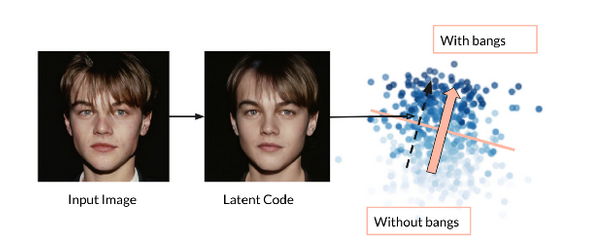 With bangs
Input Image
Latent Code
Without bangs